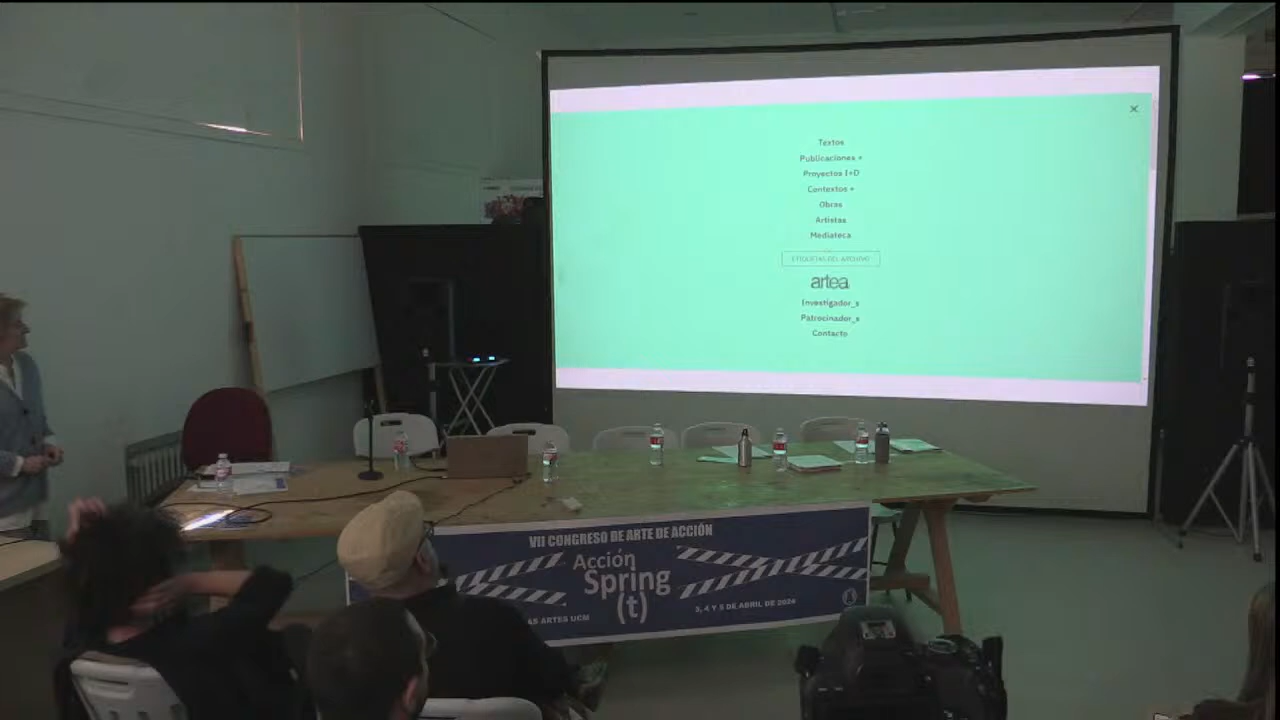 ×
Textos
Publicaciones +
Proyectos I+D
Contextos +
Obras
Artistas
Mediateca
ETIQUETAS DEL ARCHIVO
artea
Investigador_s
Patrocinador_s
Contacto
VII CONGRESO DE ARTE DE ACCIÓN
Acción
Spring
(t)
ARTES UCM
3, 4 Y 5 DE ABRIL DE 2024